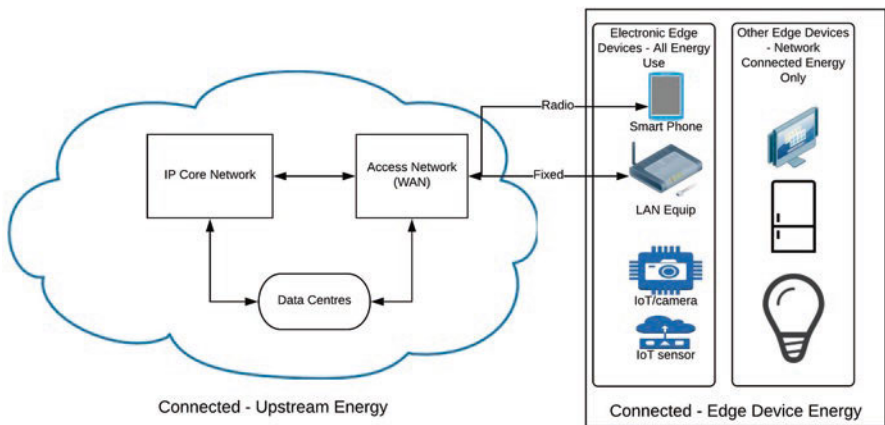 IP Core Network
Access Network
(WAN)
Data Centres
Connected - Upstream Energy
Radio
Fixed
Electronic Edge
Devices - All Energy
Use
Smart Phone
LAN Equip
IoT/camera
IoT sensor
Other Edge Devices
- Network
Connected Energy
Only
Connected - Edge Device Energy